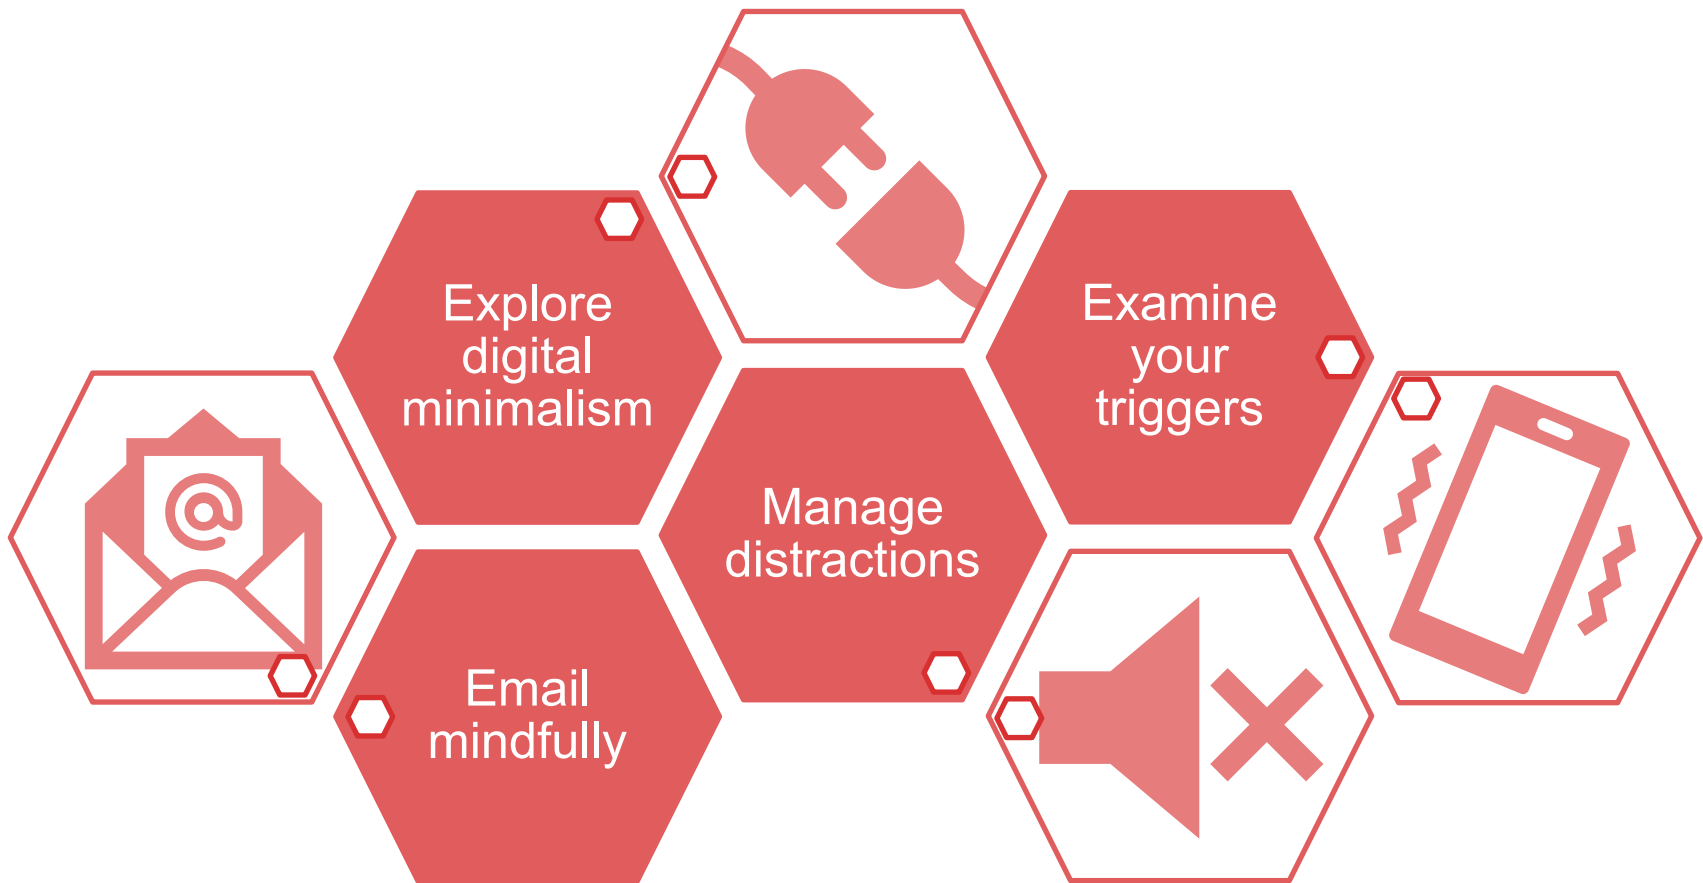 Explore
digital
minimalism
Examine
your
triggers
Manage
distractions
Email
mindfully